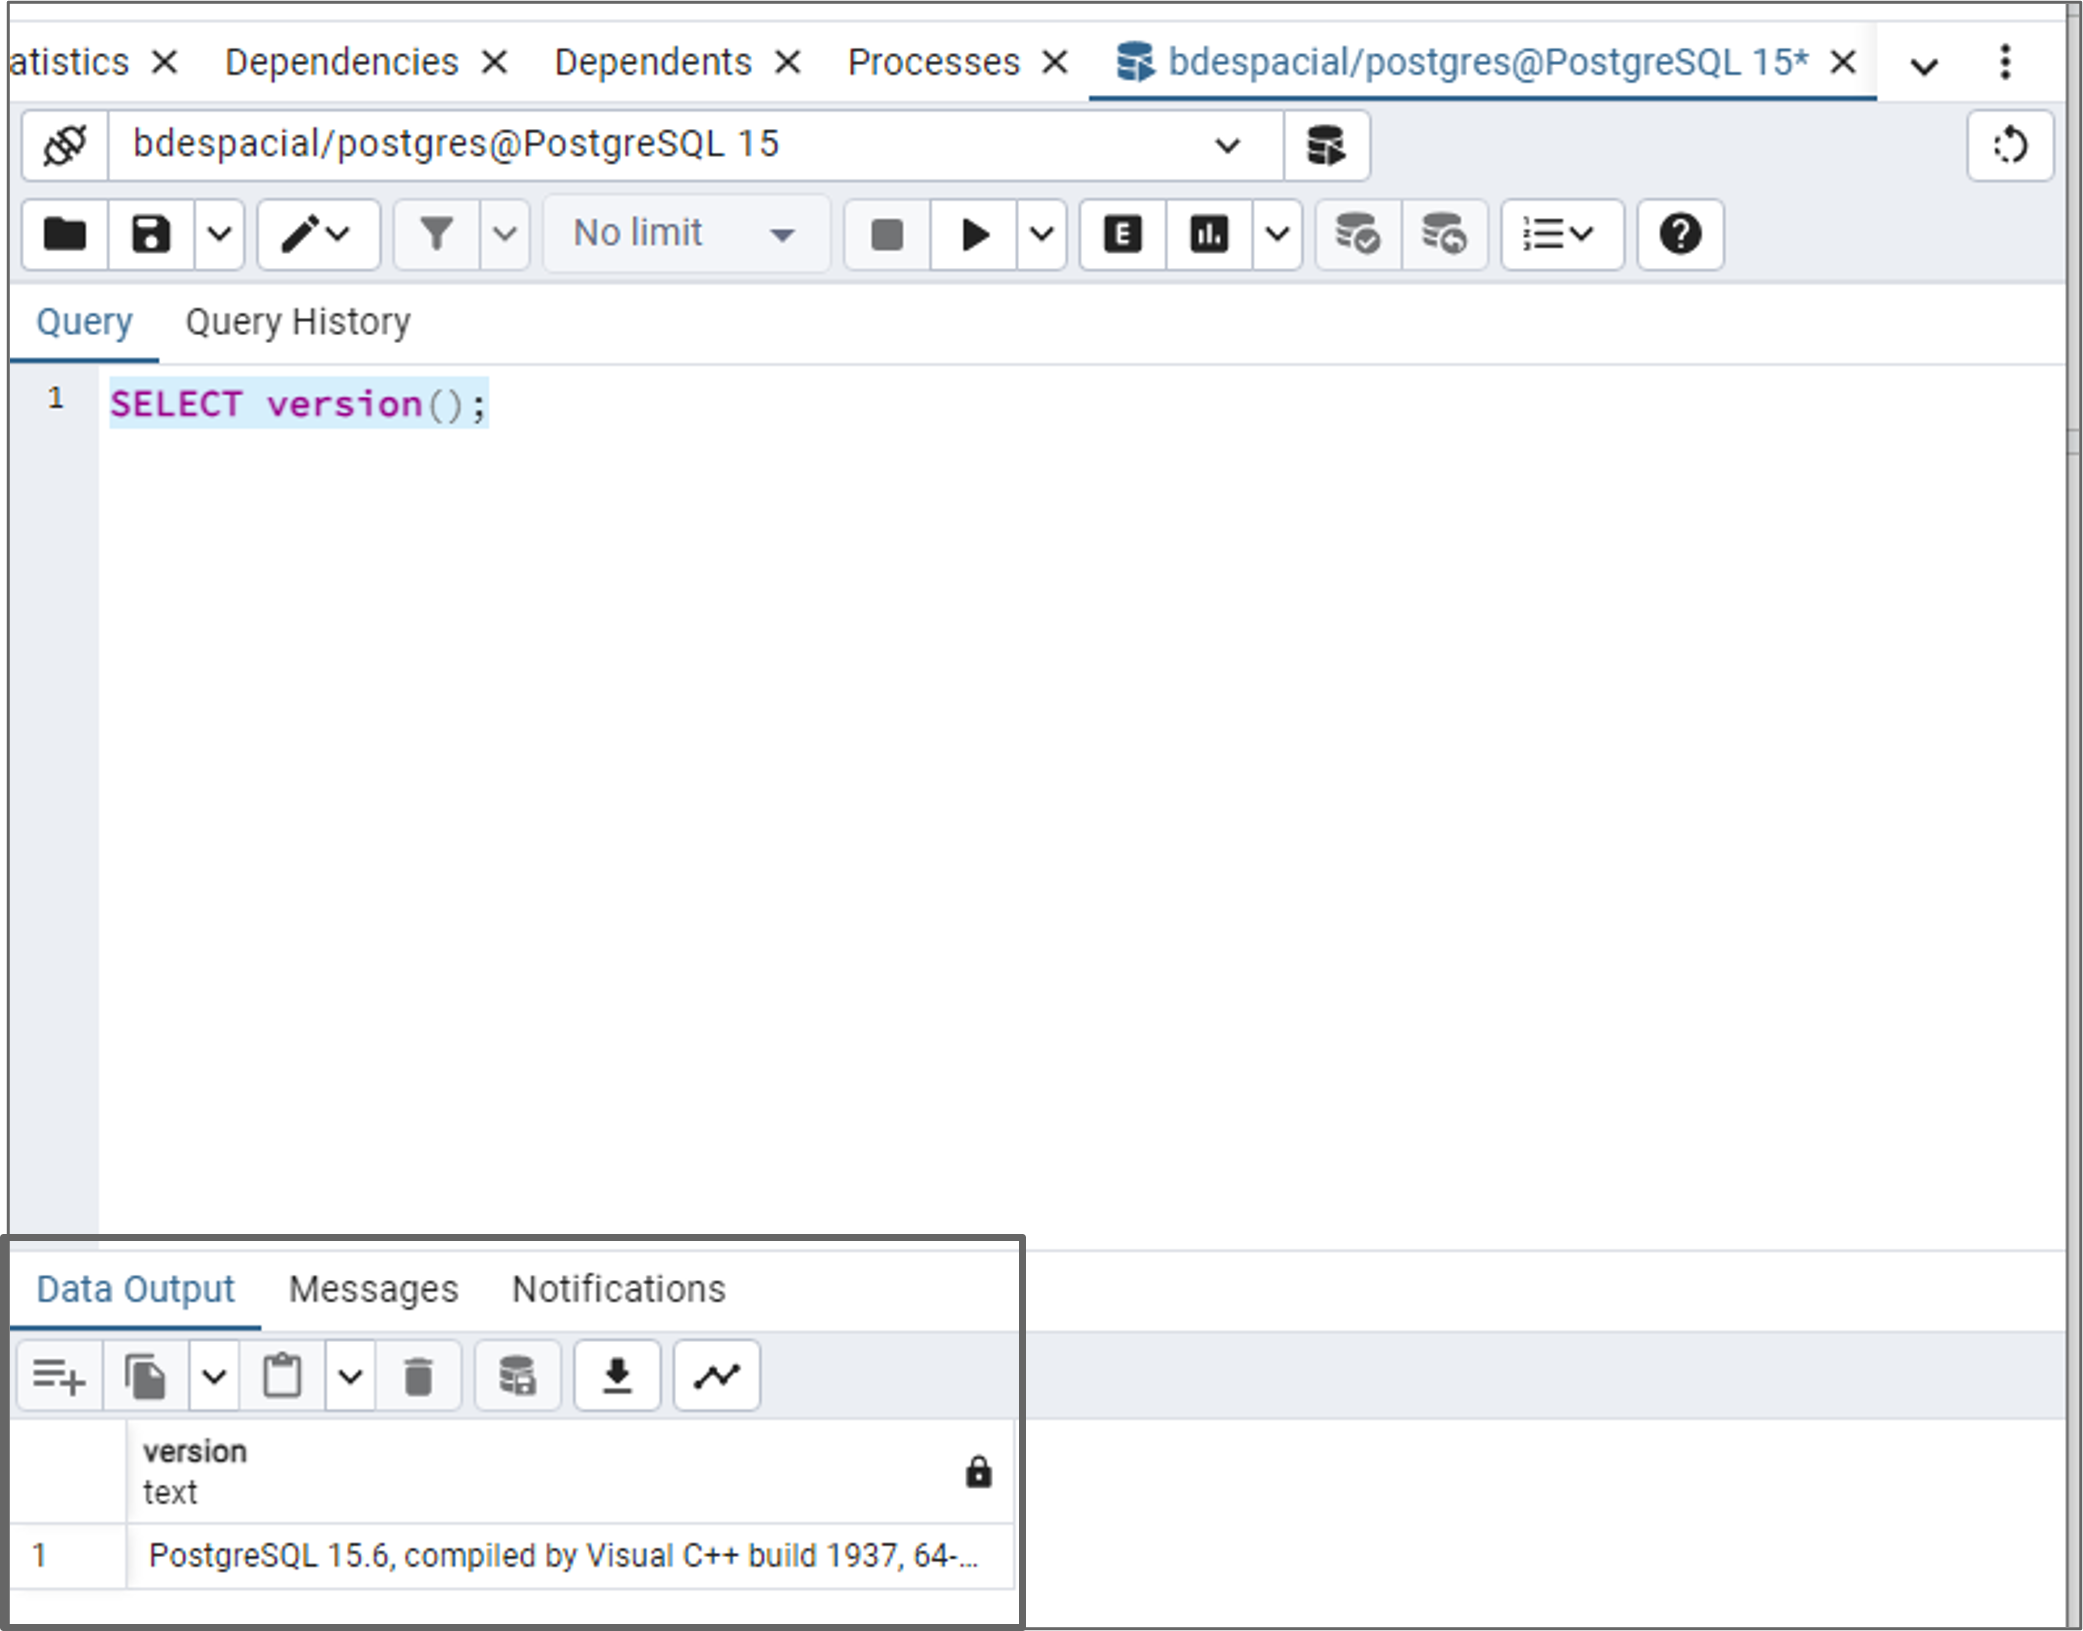 atistics Dependencies Dependents Processes bdespacial/postgres@PostgreSQL 15*
bdespacial/postgres@PostgreSQL 15
No limit E
Query Query History
1 SELECT version();
Data Output Messages Notifications
version
text
1 PostgreSQL 15.6, compiled by Visual C++ build 1937, 64-...